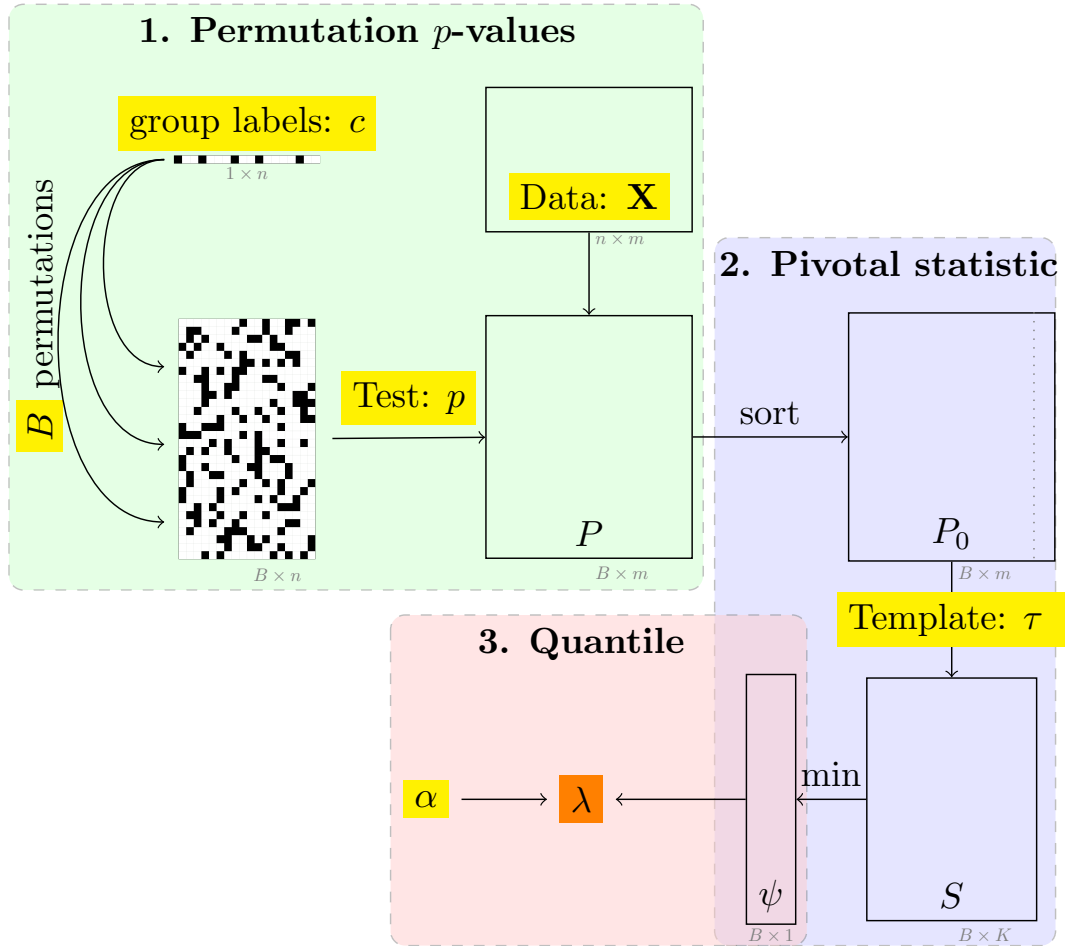 1. Permutation p-values
group labels: c
1 × n
Data: X
n × m
B permutations
Test: p
P
B × n
B × m
2. Pivotal statistic
sort
P₀
B × m
Template: τ
3. Quantile
α
λ
min
ψ
S
B × 1
B × K